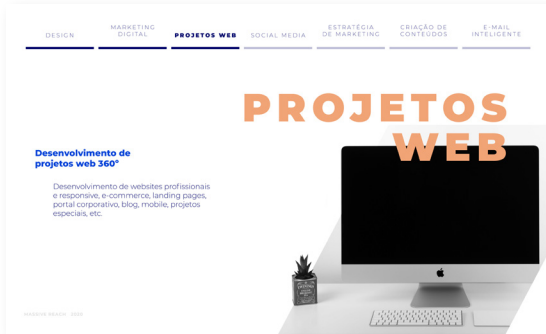 DESIGN
MARKETING
DIGITAL
PROJETOS WEB
SOCIAL MEDIA
ESTRATÉGIA
DE MARKETING
CRIAÇÃO DE
CONTEÚDOS
E-MAIL
INTELIGENTE
PROJETOS
WEB
Desenvolvimento de
projetos web 360º
Desenvolvimento de websites profissionais
e responsive, e-commerce, landing pages,
portal corporativo, blog, mobile, projetos
especiais, etc.